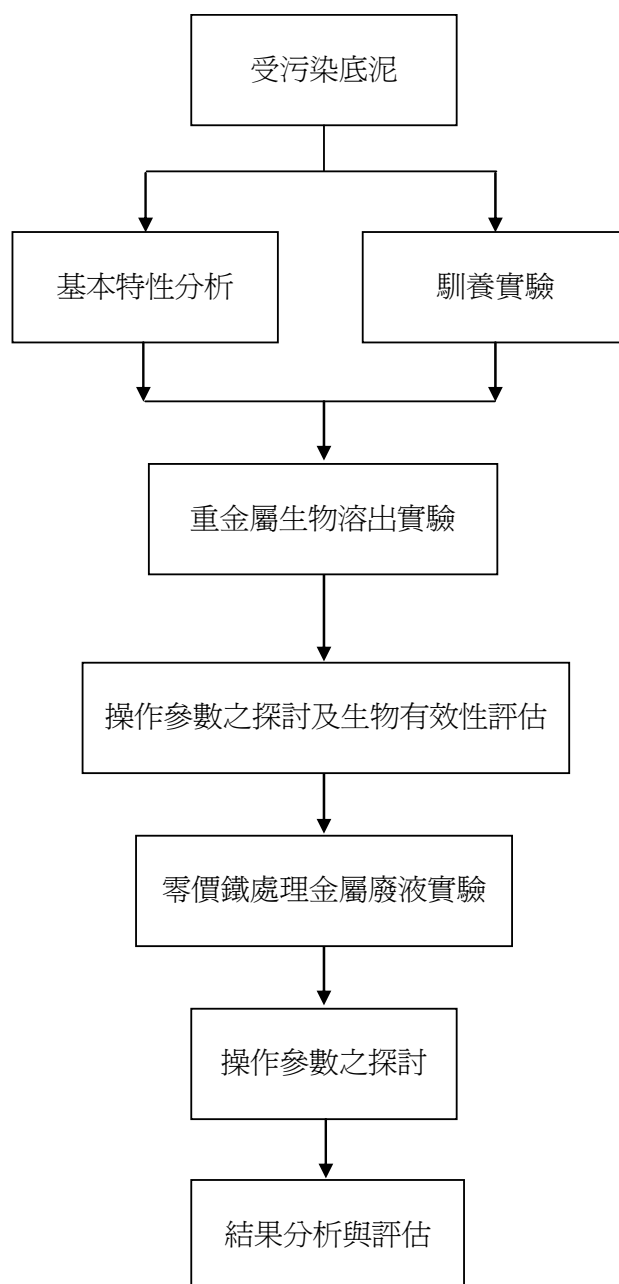 受污染底泥
基本特性分析
馴養實驗
重金屬生物溶出實驗
操作參數之探討及生物有效性評估
零價鐵處理金屬廢液實驗
操作參數之探討
結果分析與評估